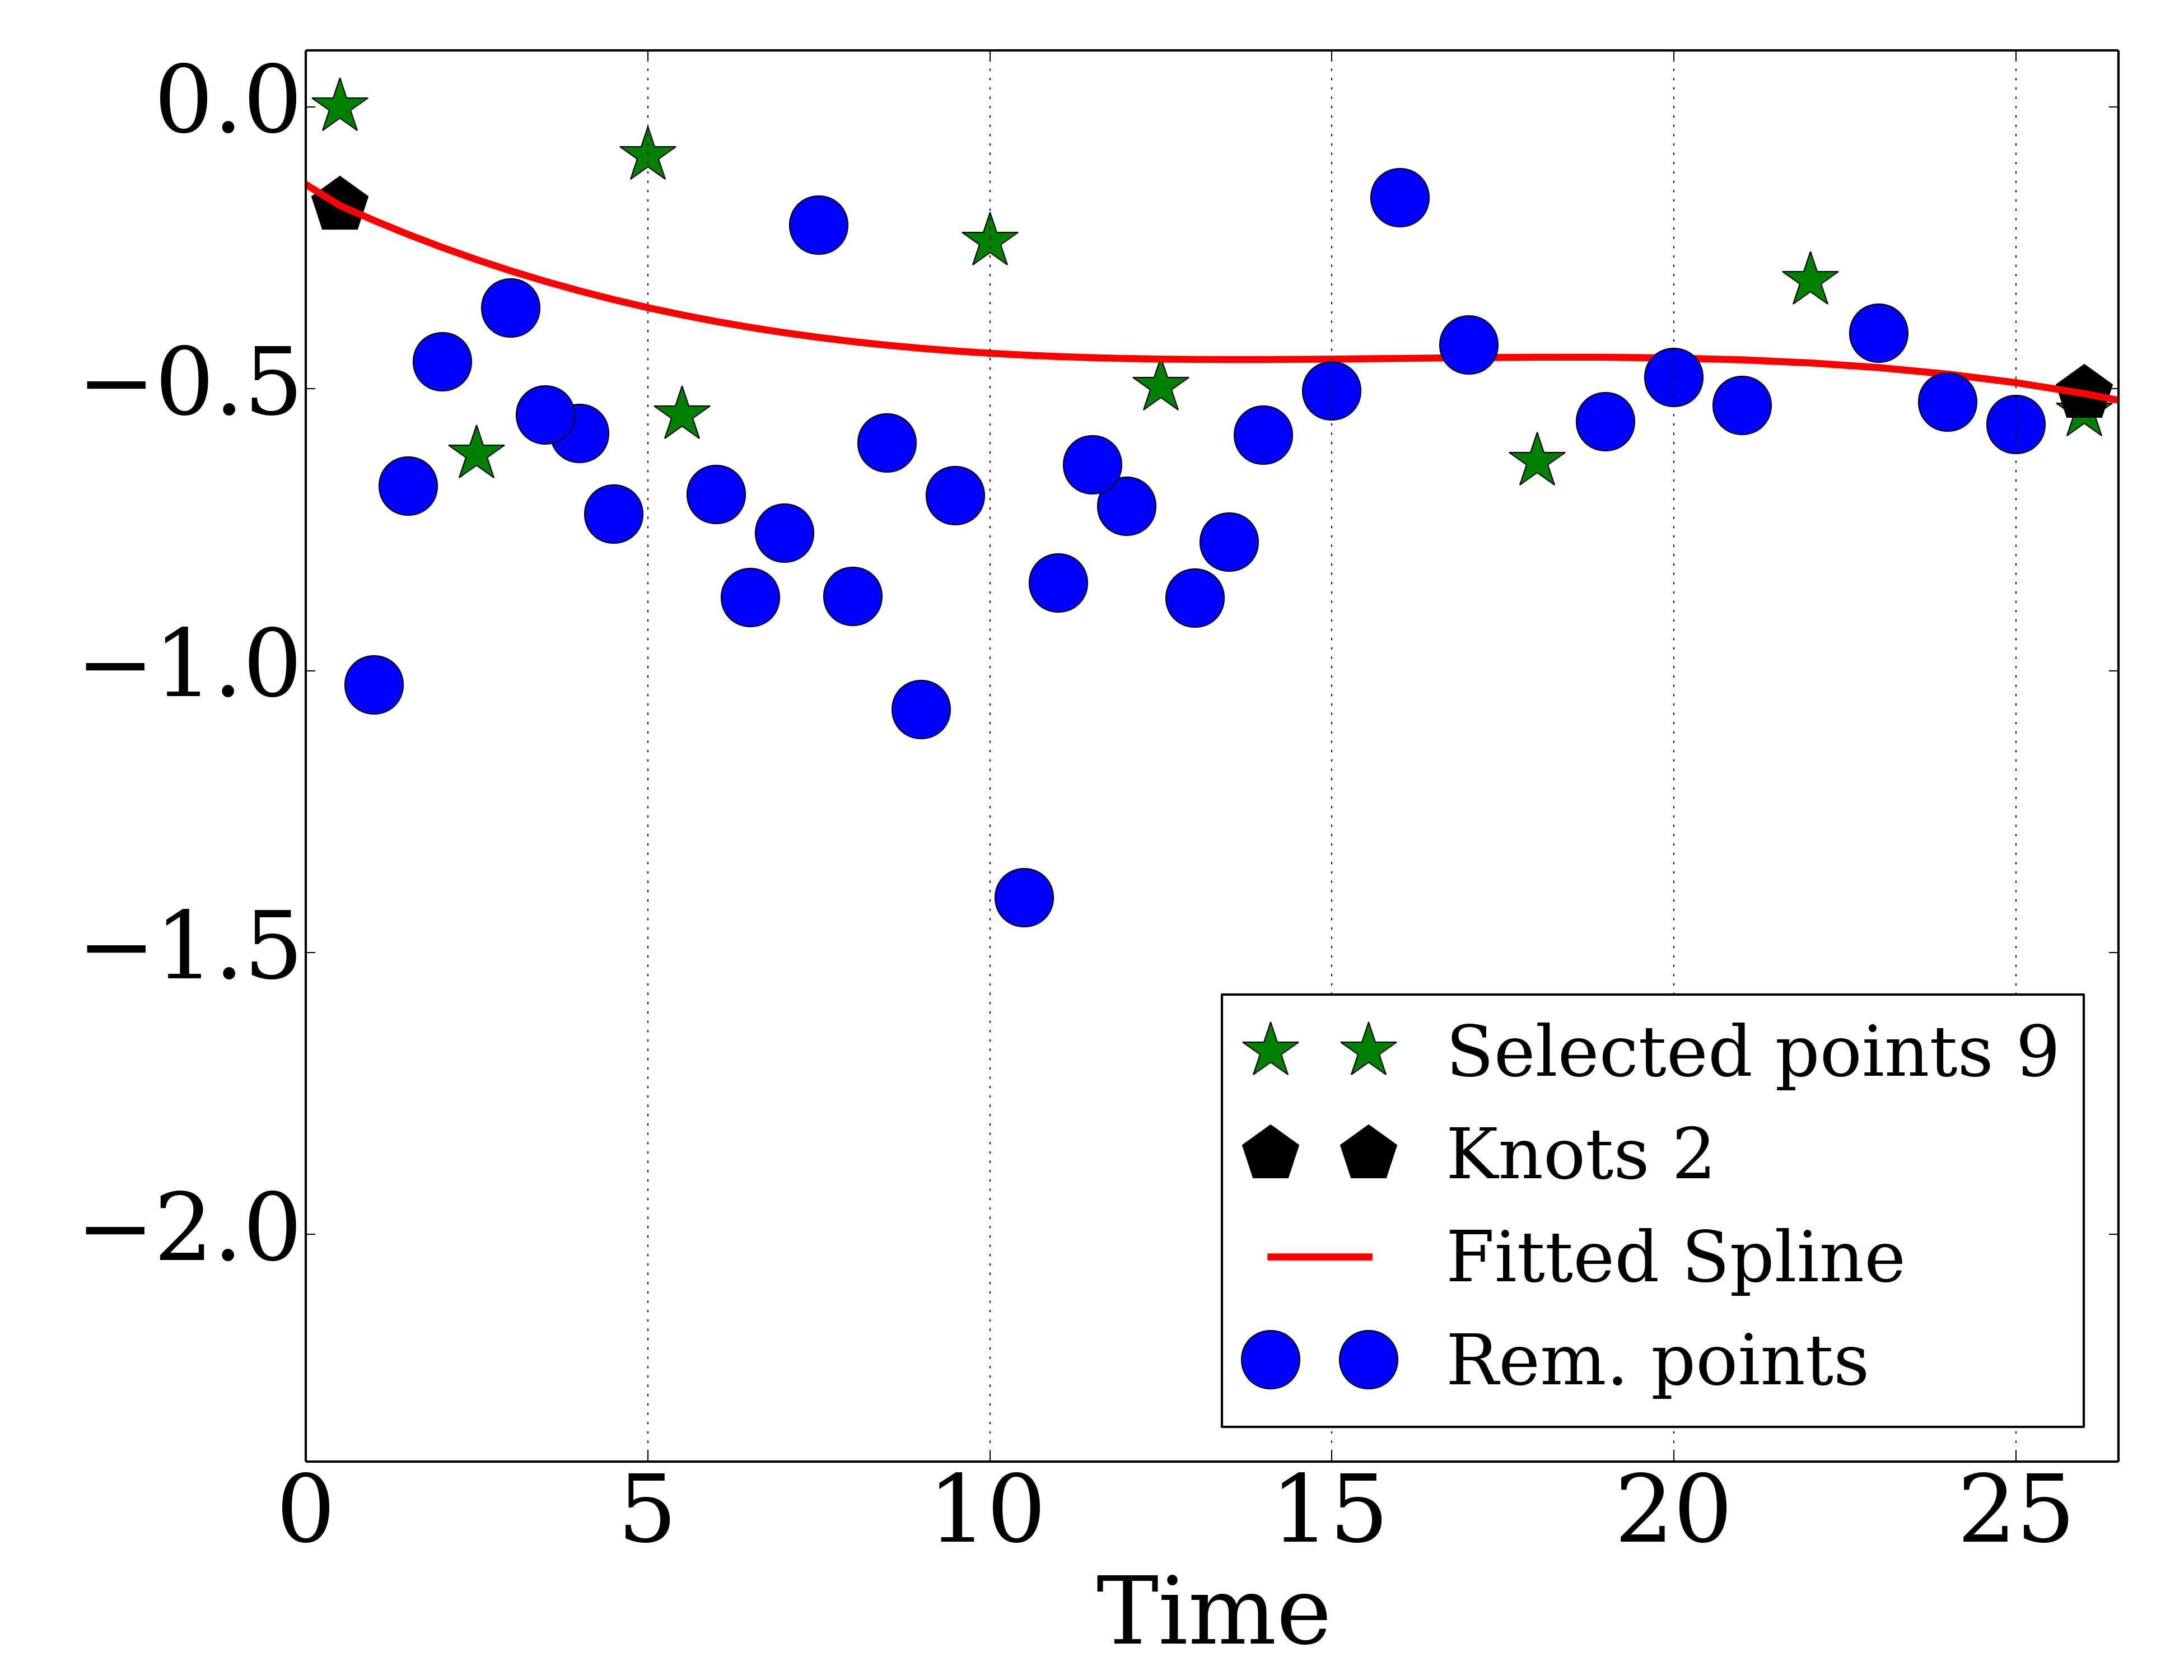 0.0
−0.5
−1.0
−1.5
−2.0
Selected points 9
Knots 2
Fitted Spline
Rem. points
0 5 10 15 20 25
Time